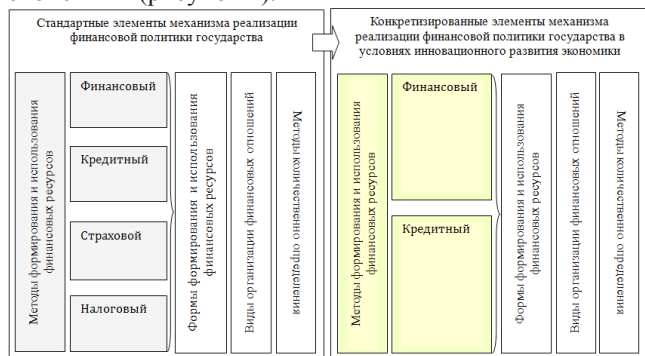 (рисунок 1).
Стандартные элементы механизма реализации
финансовой политики государства
Методы формирования и использования
финансовых ресурсов
Финансовый
Кредитный
Страховой
Налоговый
Формы формирования и использования
финансовых ресурсов
Виды организации финансовых отношений
Методы количественно определения
Конкретизированные элементы механизма
реализации финансовой политики государства в
условиях инновационного развития экономики
Методы формирования и использования
финансовых ресурсов
Финансовый
Кредитный
Формы формирования и использования
финансовых ресурсов
Виды организации финансовых отношений
Методы количественно определения